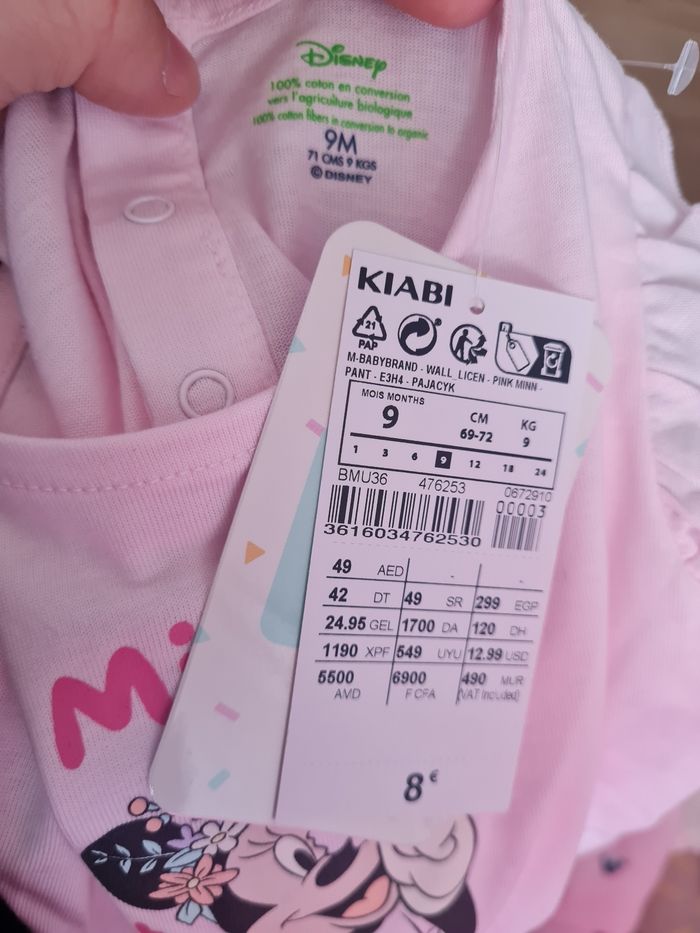 Disney
100% coton en conversion
vers l'agriculture biologique
100% cotton fibers in conversion to organic
9M
71 CMS 9 KGS
© DISNEY
KIABI
21
PAP
M-BABYBRAND - WALL_LICEN - PINK MINN -
PANT - E3H4 - PAJACYK
MOIS MONTHS CM KG
9 69-72 9
1 3 6 9 12 18 24
BMU36 476253 0672910
00003
3616034762530
49 AED - -
42 DT 49 SR 299 EGP
24.95 GEL 1700 DA 120 DH
1190 XPF 549 UYU 12.99 USD
5500 AMD 6900 F CFA 490 MUR
(VAT Included)
8€
Mi